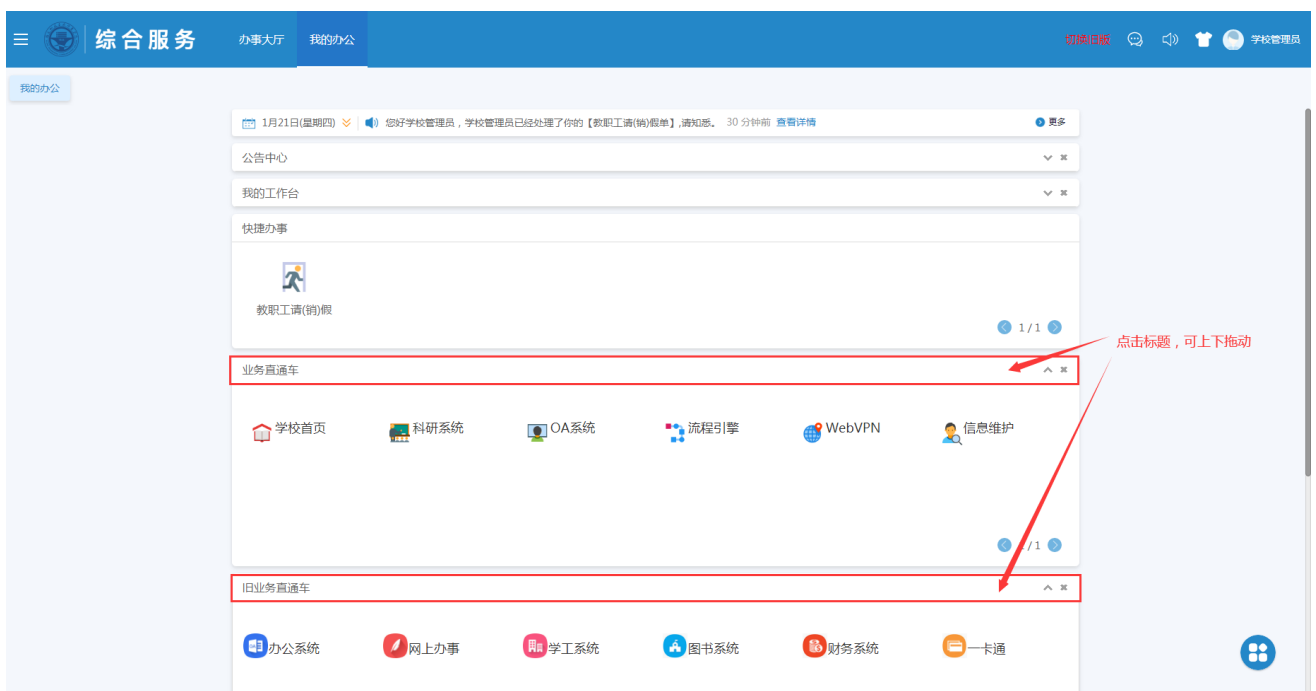 综合服务 办事大厅 我的办公 切换旧版 学校管理员
我的办公
1月21日(星期四) 您好学校管理员，学校管理员已经处理了你的【教职工请(销)假单】,请知悉。 30 分钟前 查看详情 更多
公告中心
我的工作台
快捷办事
教职工请(销)假
1 / 1
点击标题，可上下拖动
业务直通车
学校首页 科研系统 OA系统 流程引擎 WebVPN 信息维护
/ 1
旧业务直通车
办公系统 网上办事 学工系统 图书系统 财务系统 一卡通